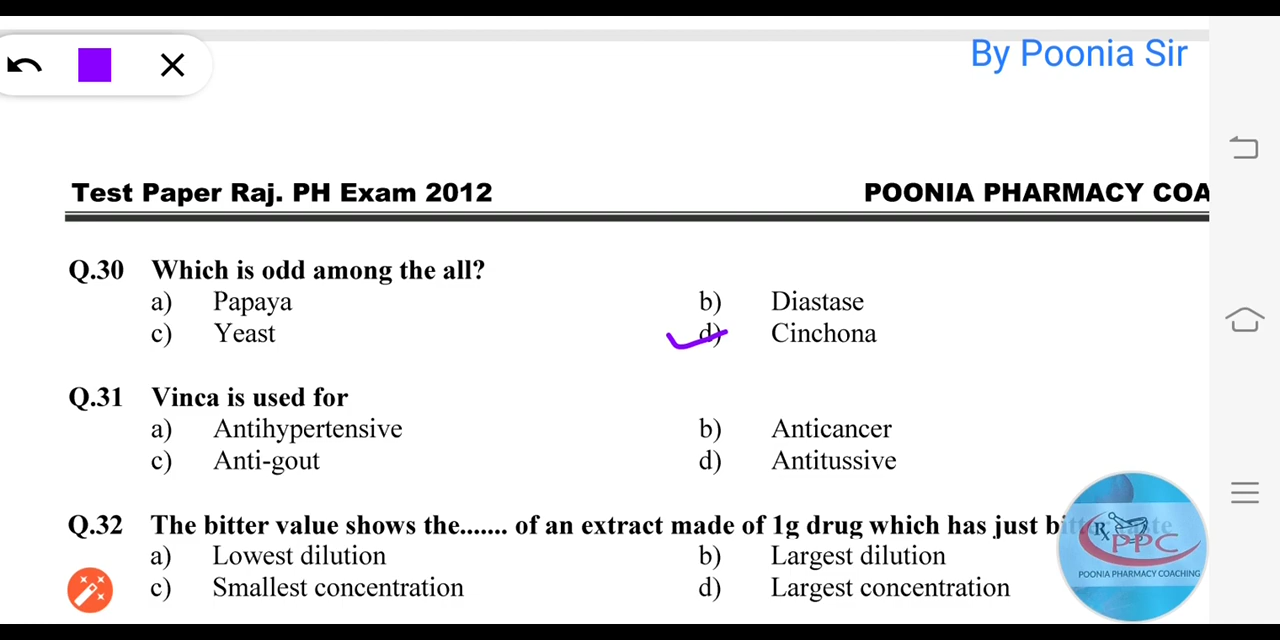 By Poonia Sir
Test Paper Raj. PH Exam 2012 POONIA PHARMACY COA
Q.30 Which is odd among the all?
a) Papaya b) Diastase
c) Yeast d) Cinchona
Q.31 Vinca is used for
a) Antihypertensive b) Anticancer
c) Anti-gout d) Antitussive
Q.32 The bitter value shows the....... of an extract made of 1g drug which has just
a) Lowest dilution b) Largest dilution
c) Smallest concentration d) Largest concentration
Rx
PPC
POONIA PHARMACY COACHING